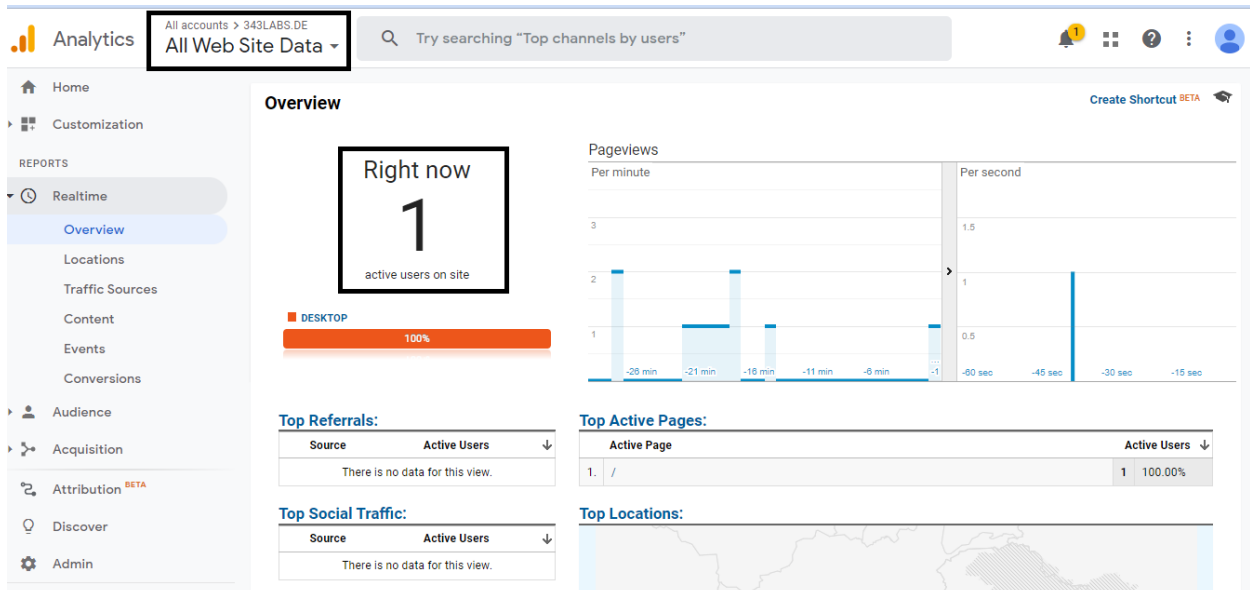 Analytics
All accounts > 343LABS.DE
All Web Site Data
Try searching “Top channels by users”
1
Home
Customization
REPORTS
Realtime
Overview
Locations
Traffic Sources
Content
Events
Conversions
Audience
Acquisition
Attribution BETA
Discover
Admin
Overview
Create Shortcut BETA
Right now
1
active users on site
DESKTOP
100%
Pageviews
Per minute
3
2
1
-26 min -21 min -16 min -11 min -6 min -1
Per second
1.5
1
0.5
-60 sec -45 sec -30 sec -15 sec
Top Referrals:
Source Active Users
There is no data for this view.
Top Active Pages:
Active Page Active Users
1. / 1 100.00%
Top Social Traffic:
Source Active Users
There is no data for this view.
Top Locations: